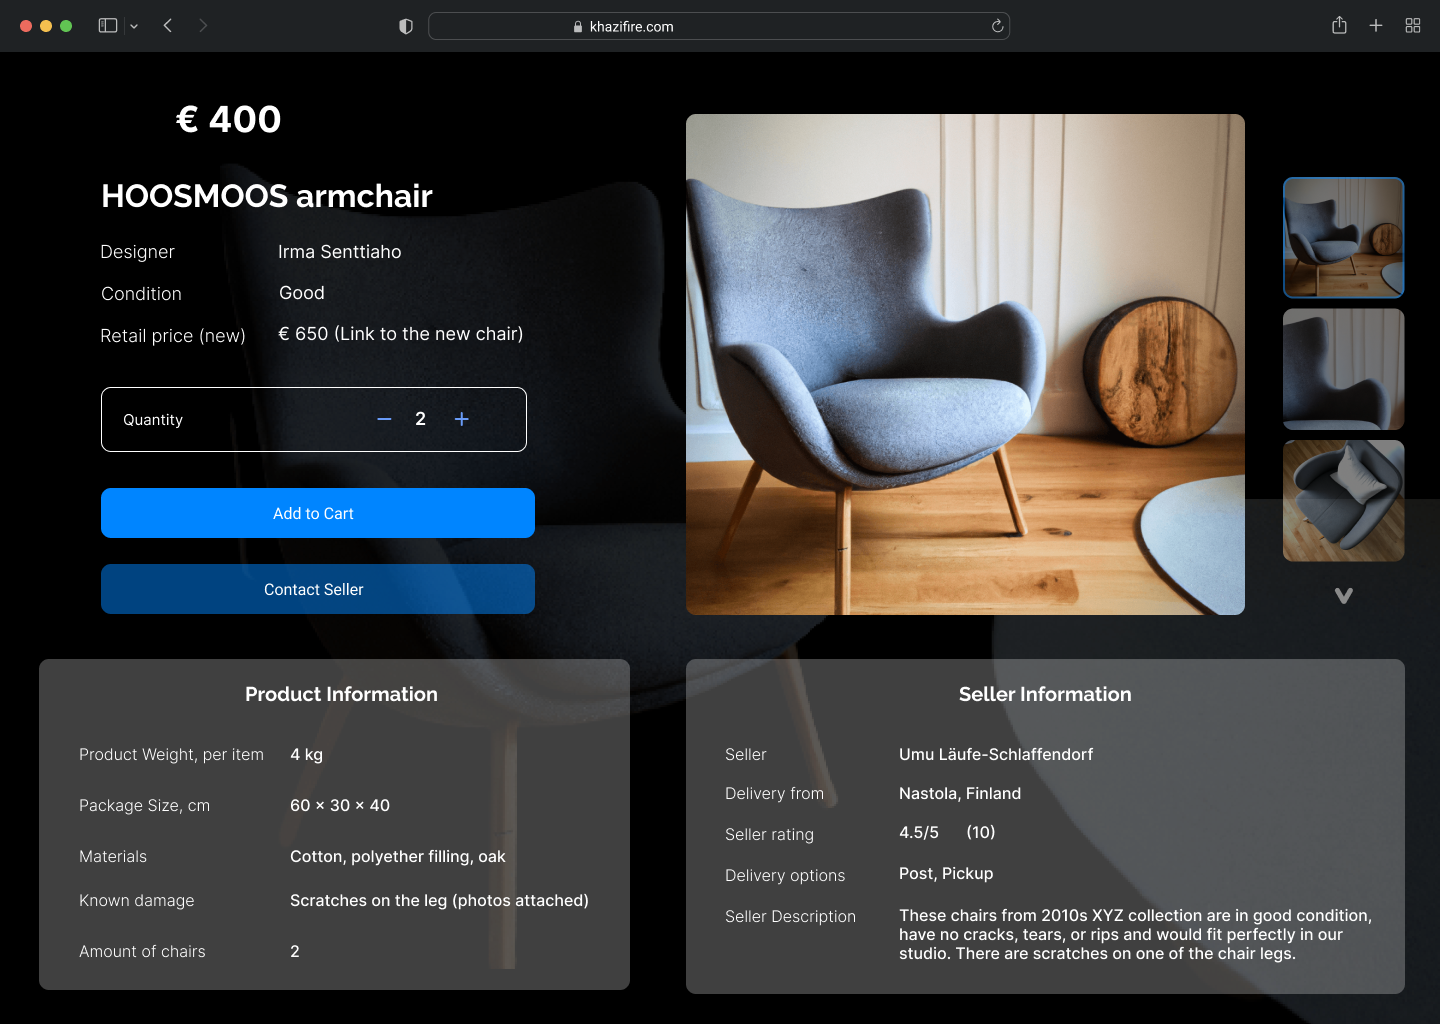 khazifire.com
€ 400
HOOSMOOS armchair
Designer Irma Senttiaho
Condition Good
Retail price (new) € 650 (Link to the new chair)
Quantity − 2 +
Add to Cart
Contact Seller
Product Information
Product Weight, per item 4 kg
Package Size, cm 60 × 30 × 40
Materials Cotton, polyether filling, oak
Known damage Scratches on the leg (photos attached)
Amount of chairs 2
Seller Information
Seller Umu Läufe-Schlaffendorf
Delivery from Nastola, Finland
Seller rating 4.5/5 (10)
Delivery options Post, Pickup
Seller Description These chairs from 2010s XYZ collection are in good condition,
have no cracks, tears, or rips and would fit perfectly in our
studio. There are scratches on one of the chair legs.